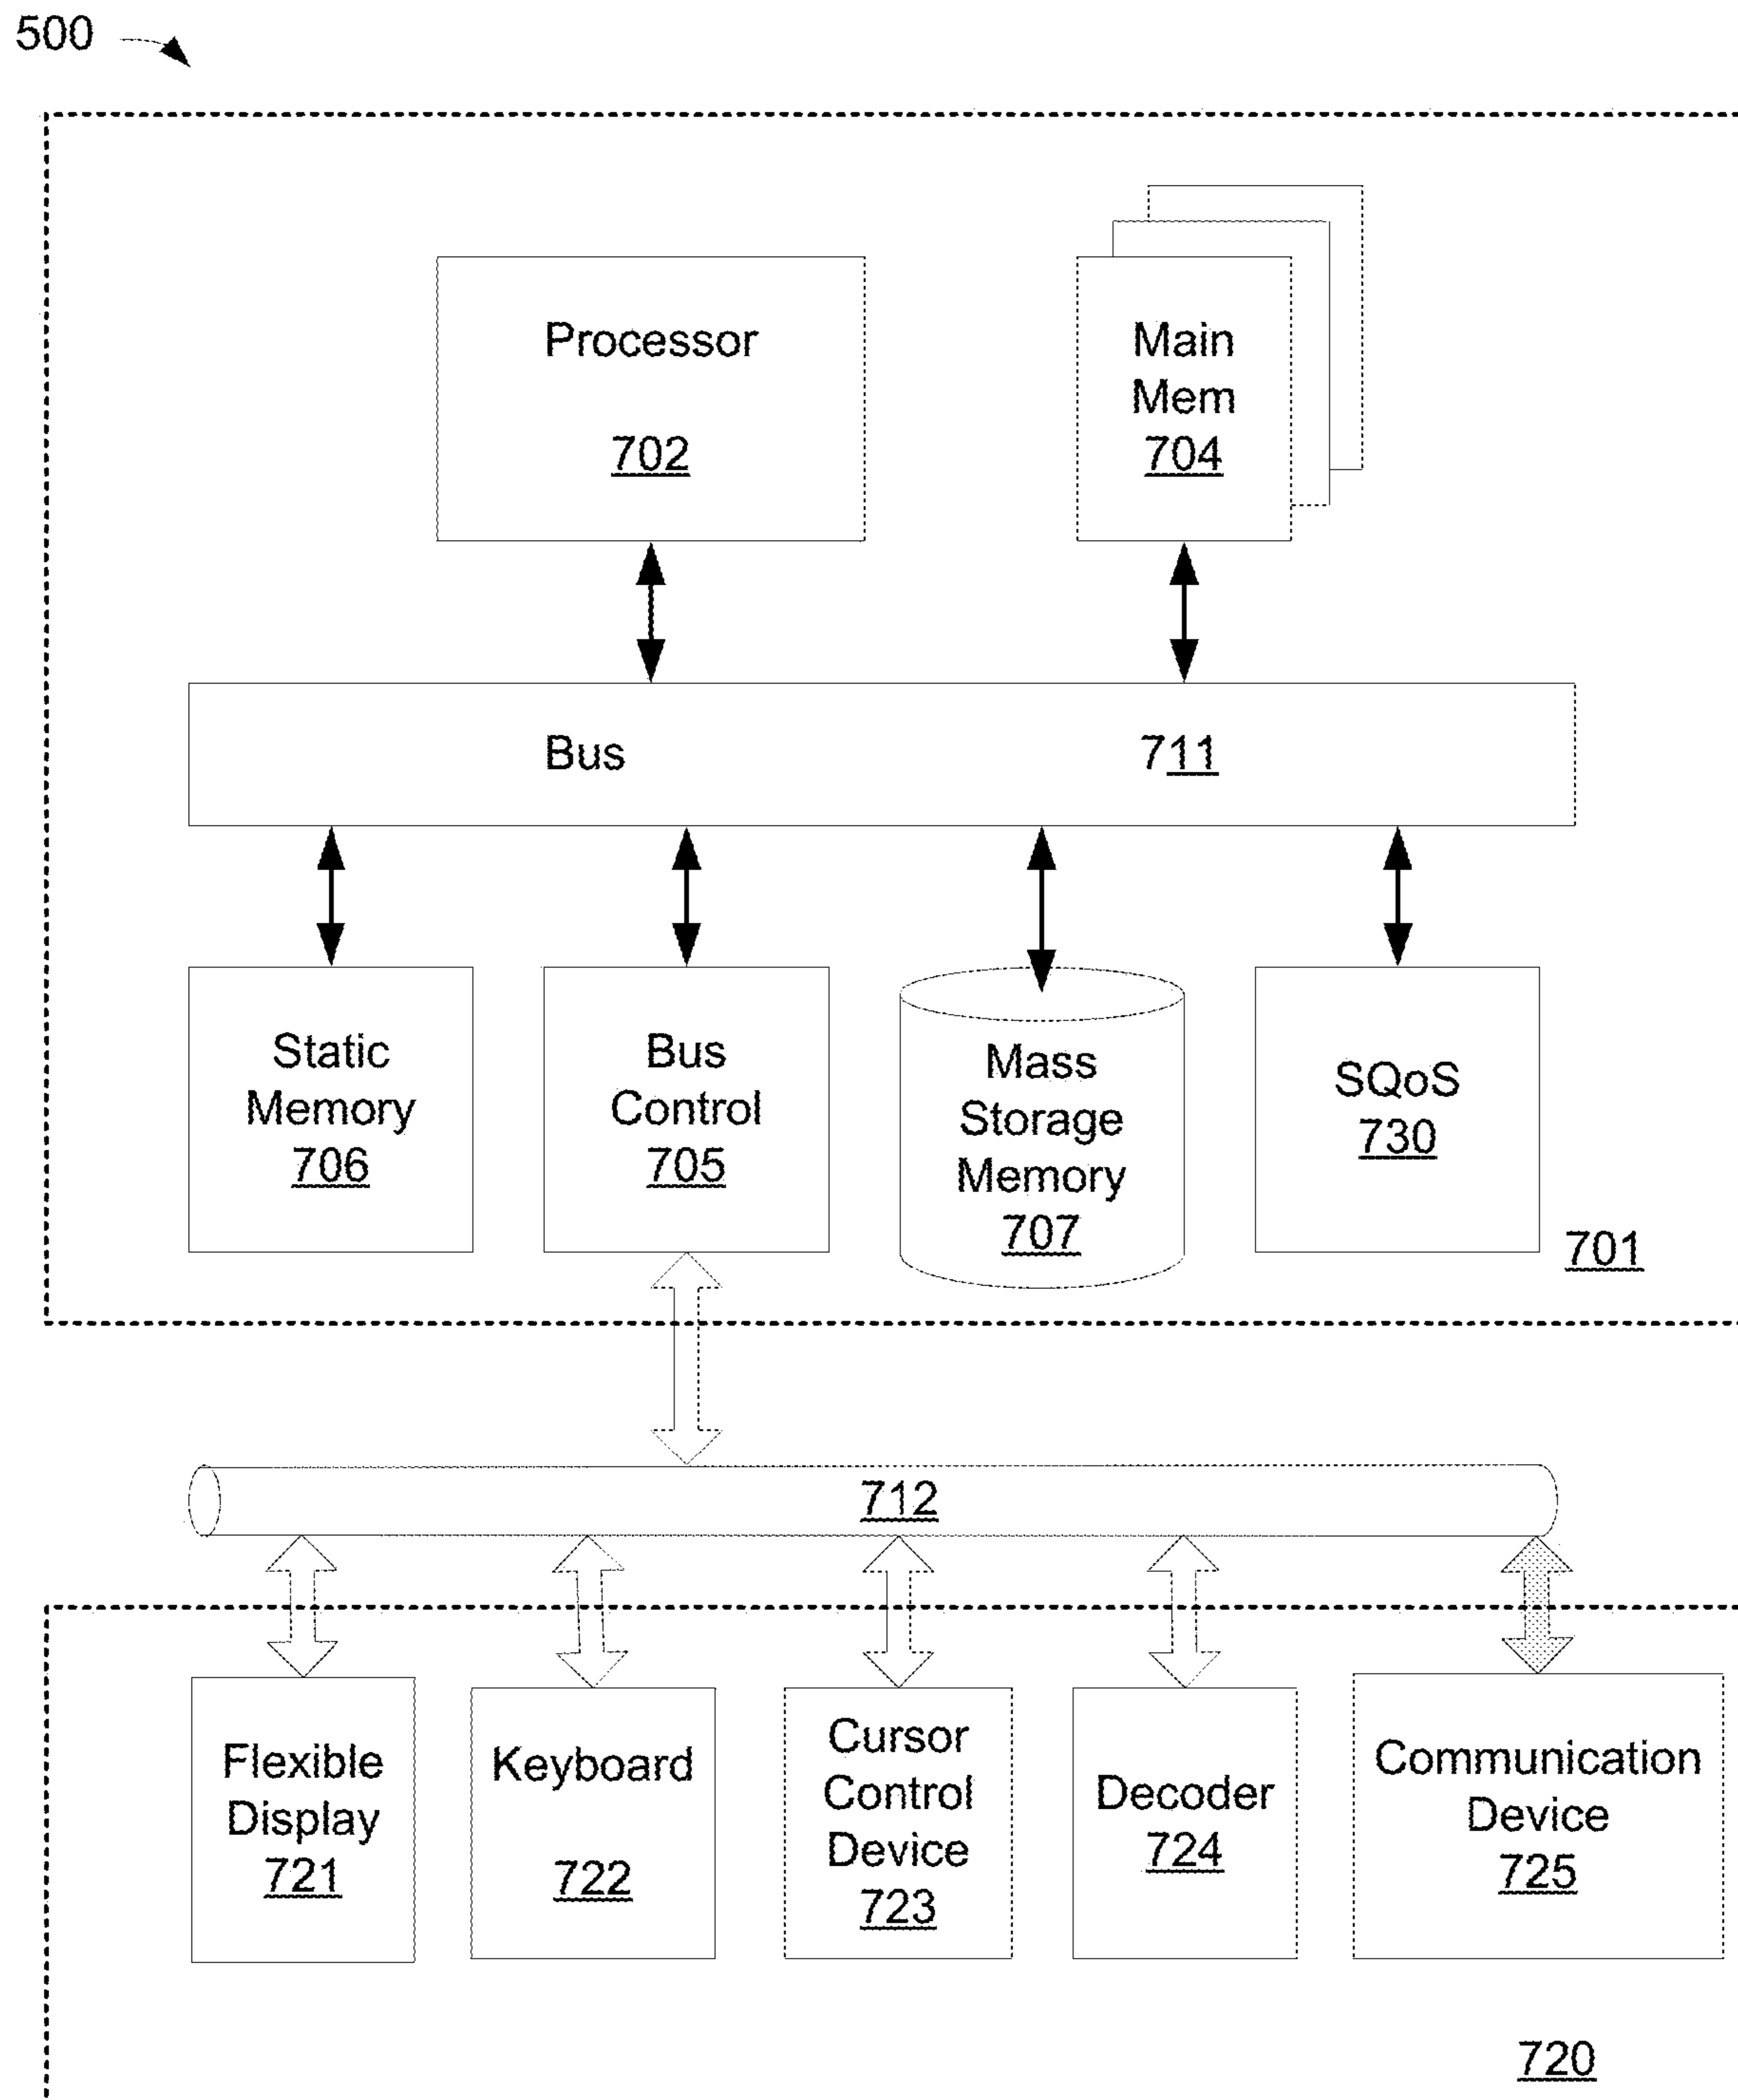 500
Processor
702
Main
Mem
704
Bus 711
Static
Memory
706
Bus
Control
705
Mass
Storage
Memory
707
SQoS
730
701
712
Flexible
Display
721
Keyboard
722
Cursor
Control
Device
723
Decoder
724
Communication
Device
725
720